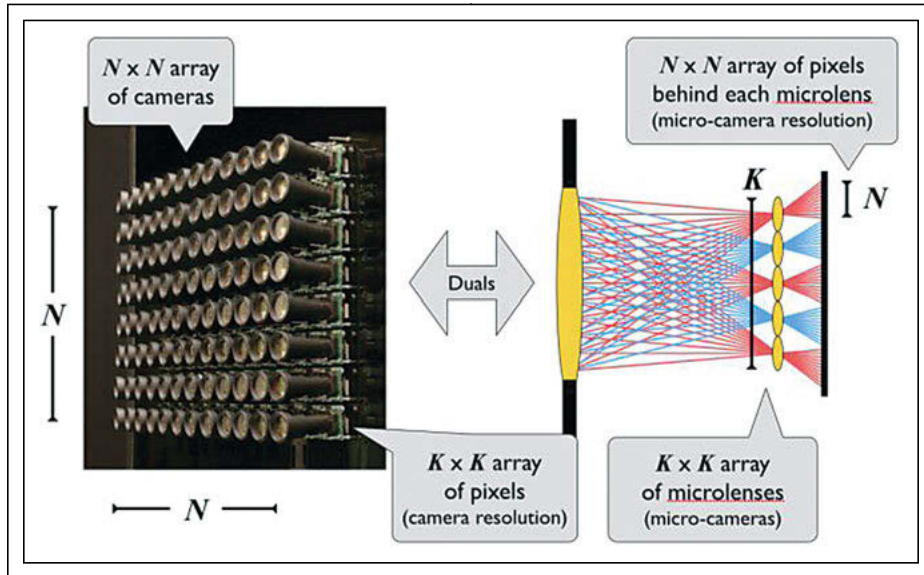 N x N array
of cameras
N
N
K x K array
of pixels
(camera resolution)
Duals
N x N array of pixels
behind each microlens
(micro-camera resolution)
K
N
K x K array
of microlenses
(micro-cameras)